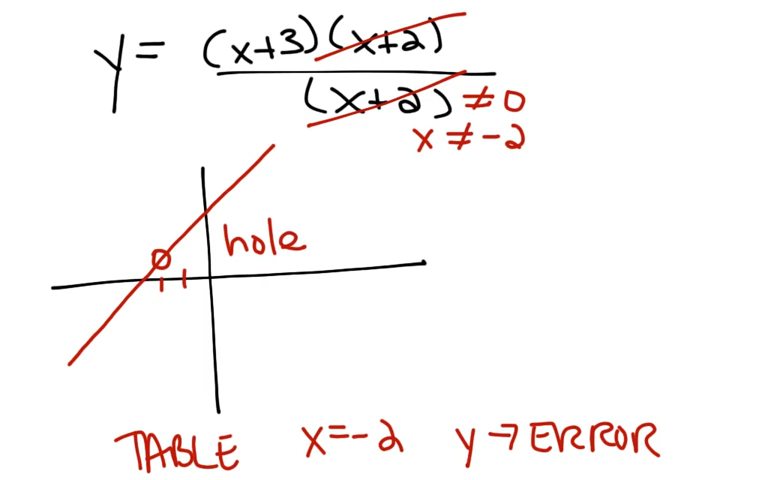 y = (x+3)(x+2)
(x+2) ≠ 0
x ≠ -2
hole
TABLE x=-2 y → ERROR